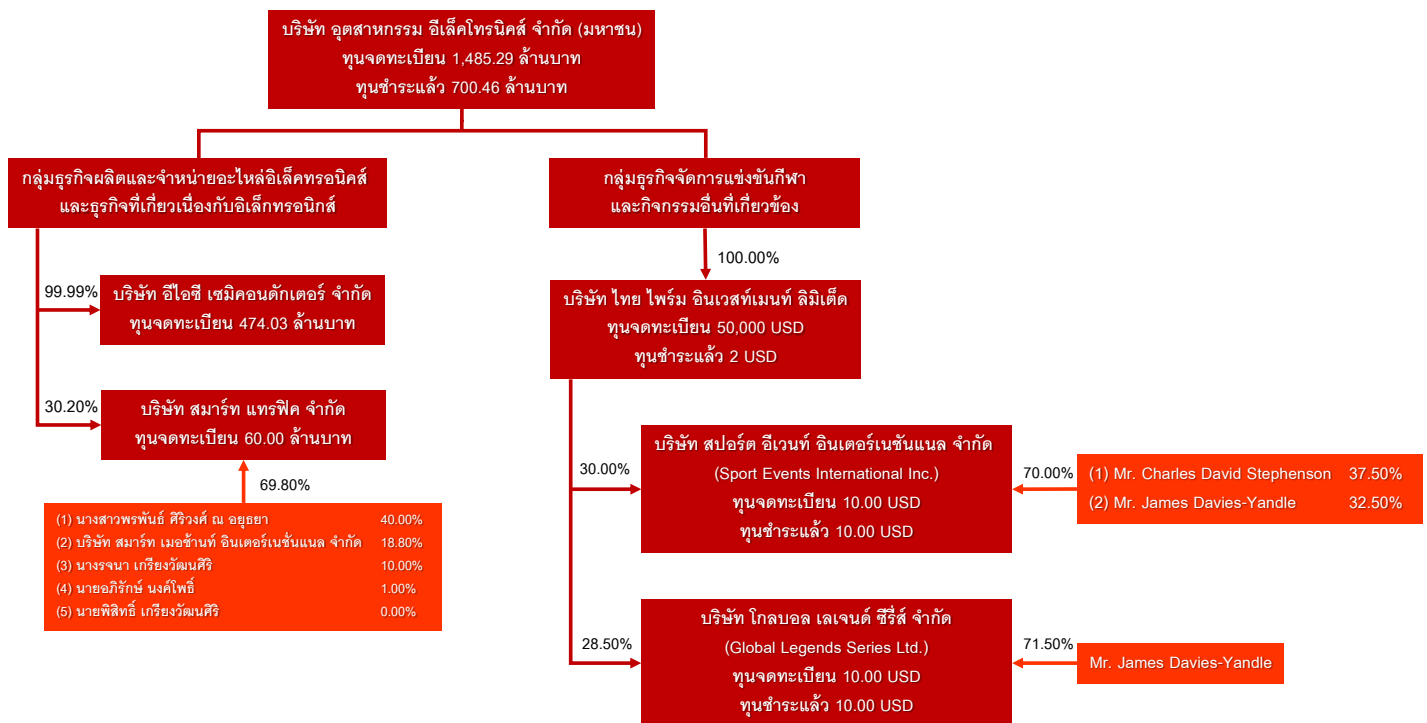 บริษัท อุตสาหกรรม อีเล็คโทรนิคส์ จำกัด (มหาชน)
ทุนจดทะเบียน 1,485.29 ล้านบาท
ทุนชำระแล้ว 700.46 ล้านบาท
กลุ่มธุรกิจผลิตและจำหน่ายอะไหล่อิเล็คทรอนิคส์
และธุรกิจที่เกี่ยวเนื่องกับอิเล็กทรอนิกส์
99.99%
บริษัท อีไอซี เซมิคอนดักเตอร์ จำกัด
ทุนจดทะเบียน 474.03 ล้านบาท
30.20%
บริษัท สมาร์ท แทรฟิค จำกัด
ทุนจดทะเบียน 60.00 ล้านบาท
69.80%
(1) นางสาวพรพันธ์ ศิริวงศ์ ณ อยุธยา 40.00%
(2) บริษัท สมาร์ท เมอช้านท์ อินเตอร์เนชั่นแนล จำกัด 18.80%
(3) นางรจนา เกรียงวัฒนศิริ 10.00%
(4) นายอภิรักษ์ นงค์โพธิ์ 1.00%
(5) นายพิสิทธิ์ เกรียงวัฒนศิริ 0.00%
กลุ่มธุรกิจจัดการแข่งขันกีฬา
และกิจกรรมอื่นที่เกี่ยวข้อง
100.00%
บริษัท ไทย ไพร์ม อินเวสท์เมนท์ ลิมิเต็ด
ทุนจดทะเบียน 50,000 USD
ทุนชำระแล้ว 2 USD
30.00%
บริษัท สปอร์ต อีเวนท์ อินเตอร์เนชันแนล จำกัด
(Sport Events International Inc.)
ทุนจดทะเบียน 10.00 USD
ทุนชำระแล้ว 10.00 USD
70.00%
(1) Mr. Charles David Stephenson 37.50%
(2) Mr. James Davies-Yandle 32.50%
28.50%
บริษัท โกลบอล เลเจนด์ ซีรี่ส์ จำกัด
(Global Legends Series Ltd.)
ทุนจดทะเบียน 10.00 USD
ทุนชำระแล้ว 10.00 USD
71.50%
Mr. James Davies-Yandle